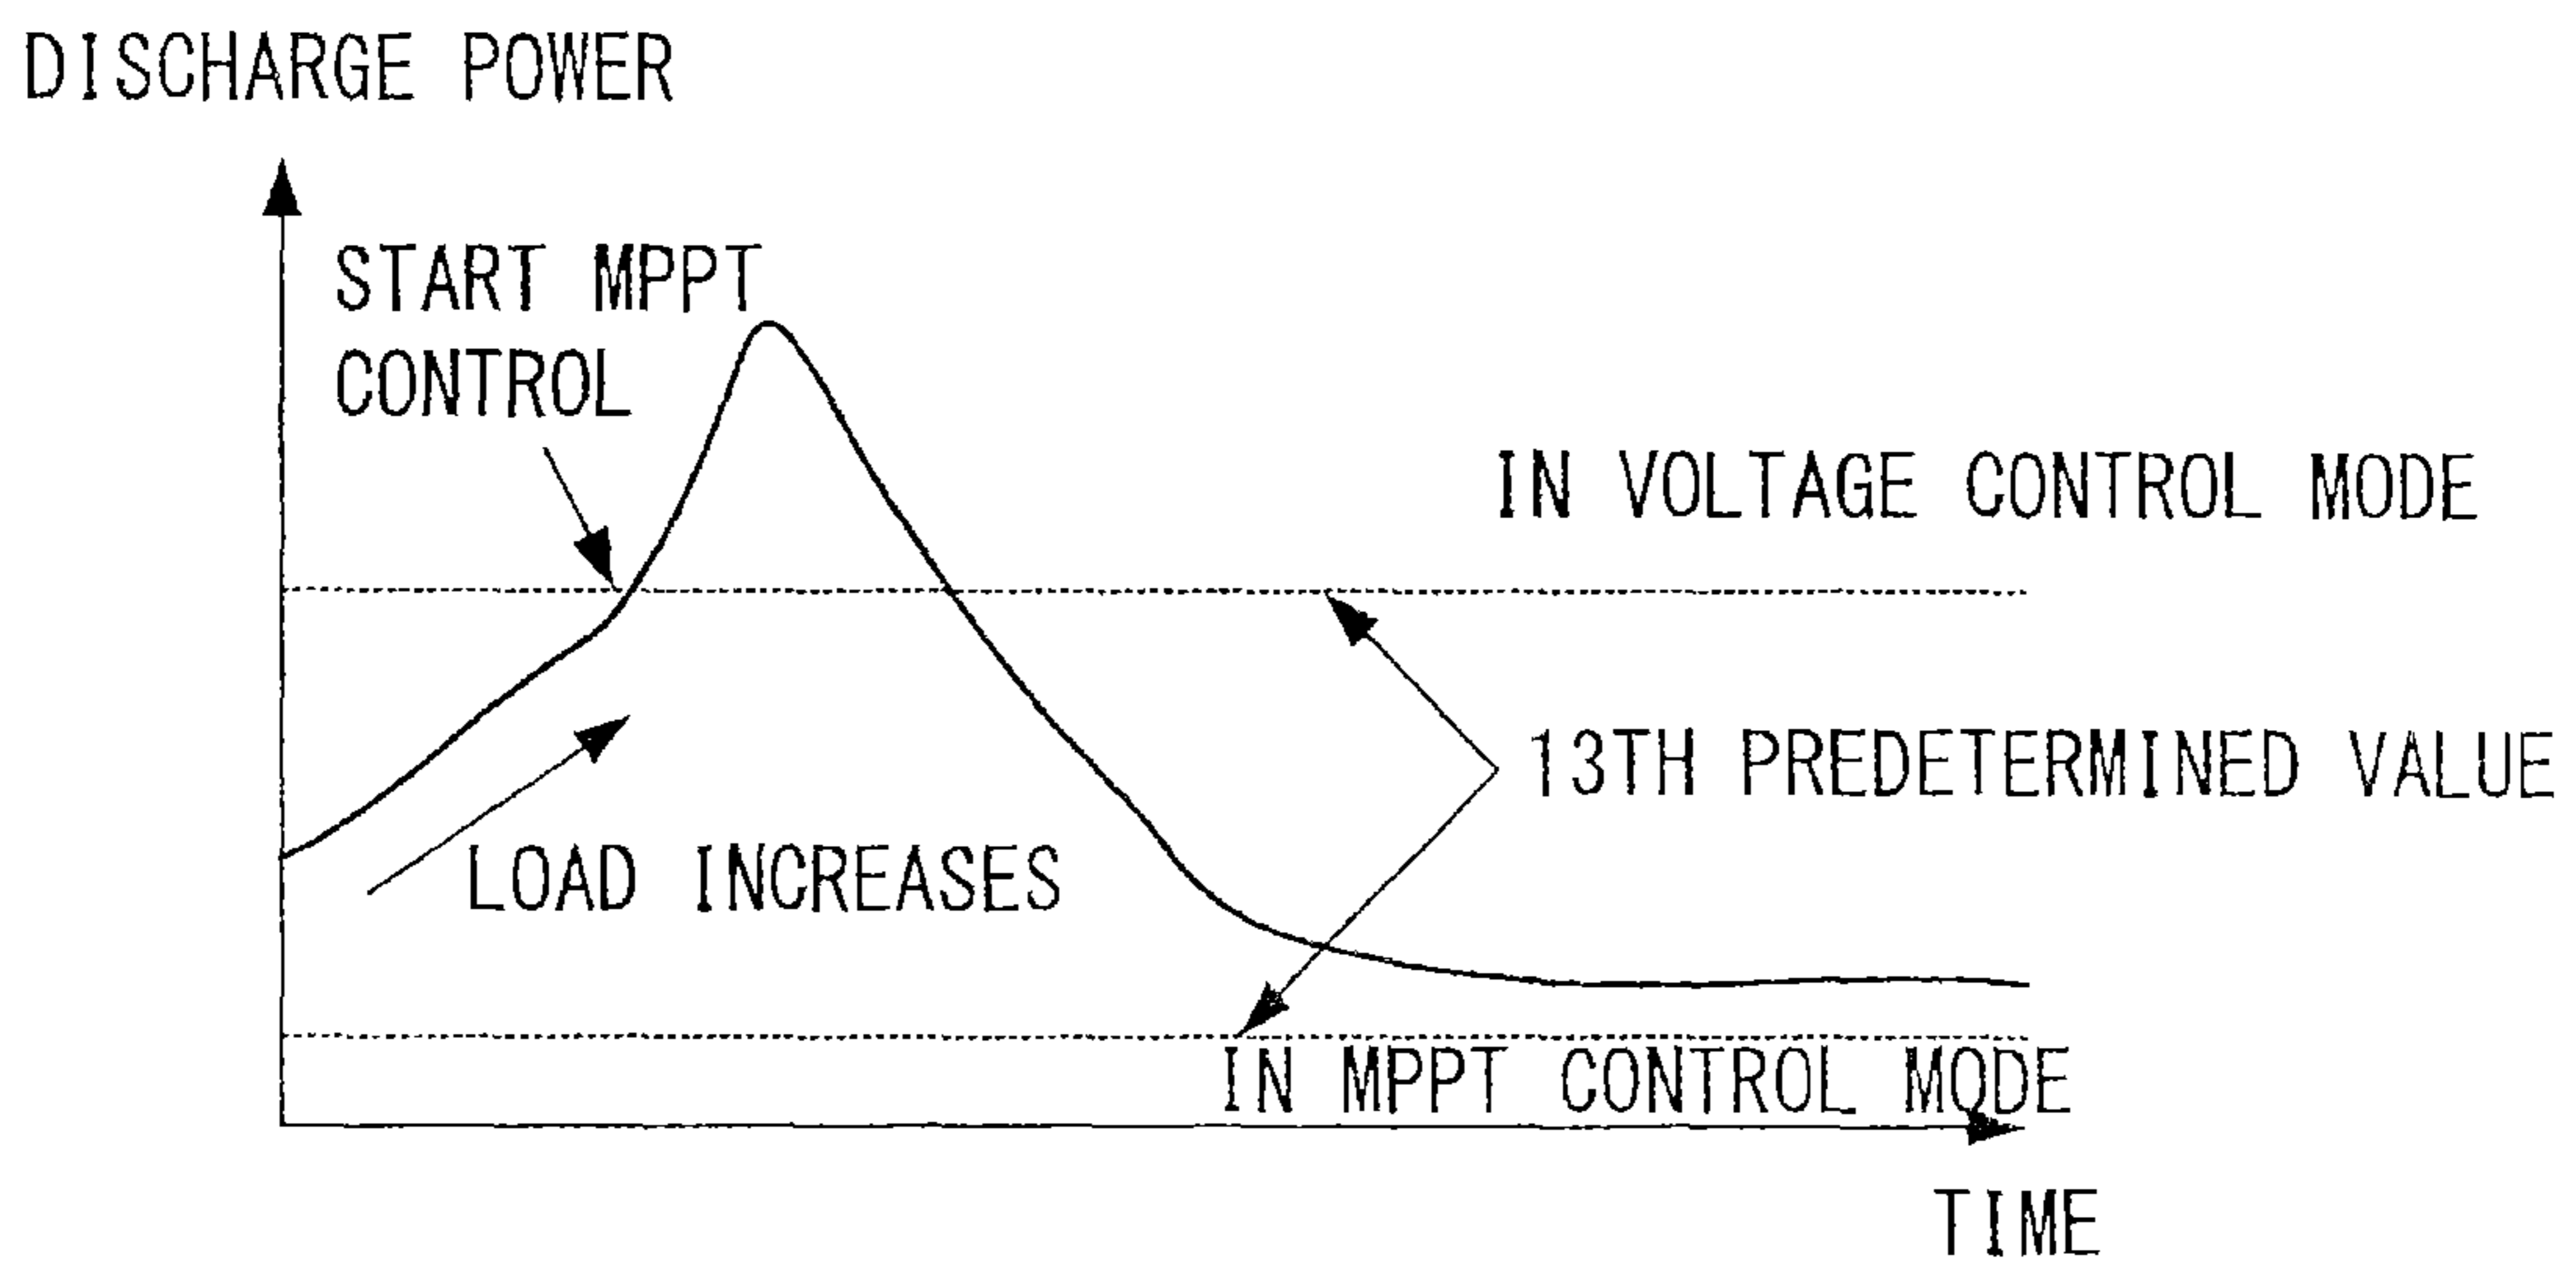 DISCHARGE POWER
START MPPT
CONTROL
IN VOLTAGE CONTROL MODE
13TH PREDETERMINED VALUE
LOAD INCREASES
IN MPPT CONTROL MODE
TIME